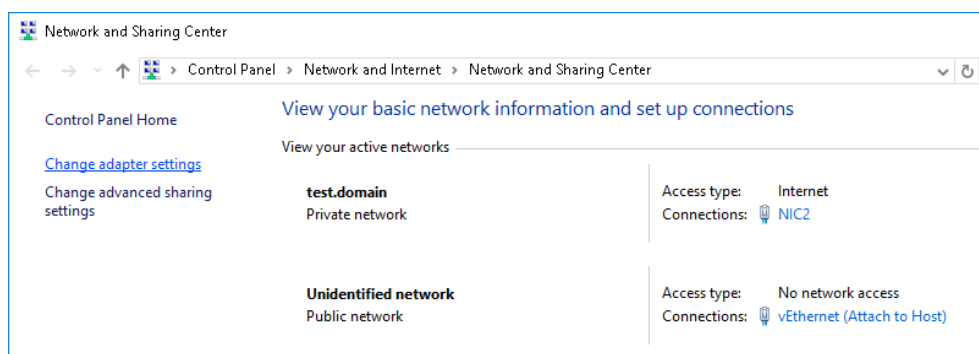 Network and Sharing Center
Control Panel > Network and Internet > Network and Sharing Center
Control Panel Home
Change adapter settings
Change advanced sharing
settings
View your basic network information and set up connections
View your active networks
test.domain
Private network
Access type: Internet
Connections: NIC2
Unidentified network
Public network
Access type: No network access
Connections: vEthernet (Attach to Host)